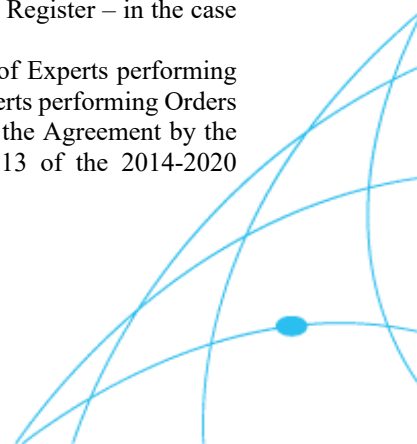 Register – in the case
of Experts performing
erts performing Orders
the Agreement by the
13 of the 2014-2020